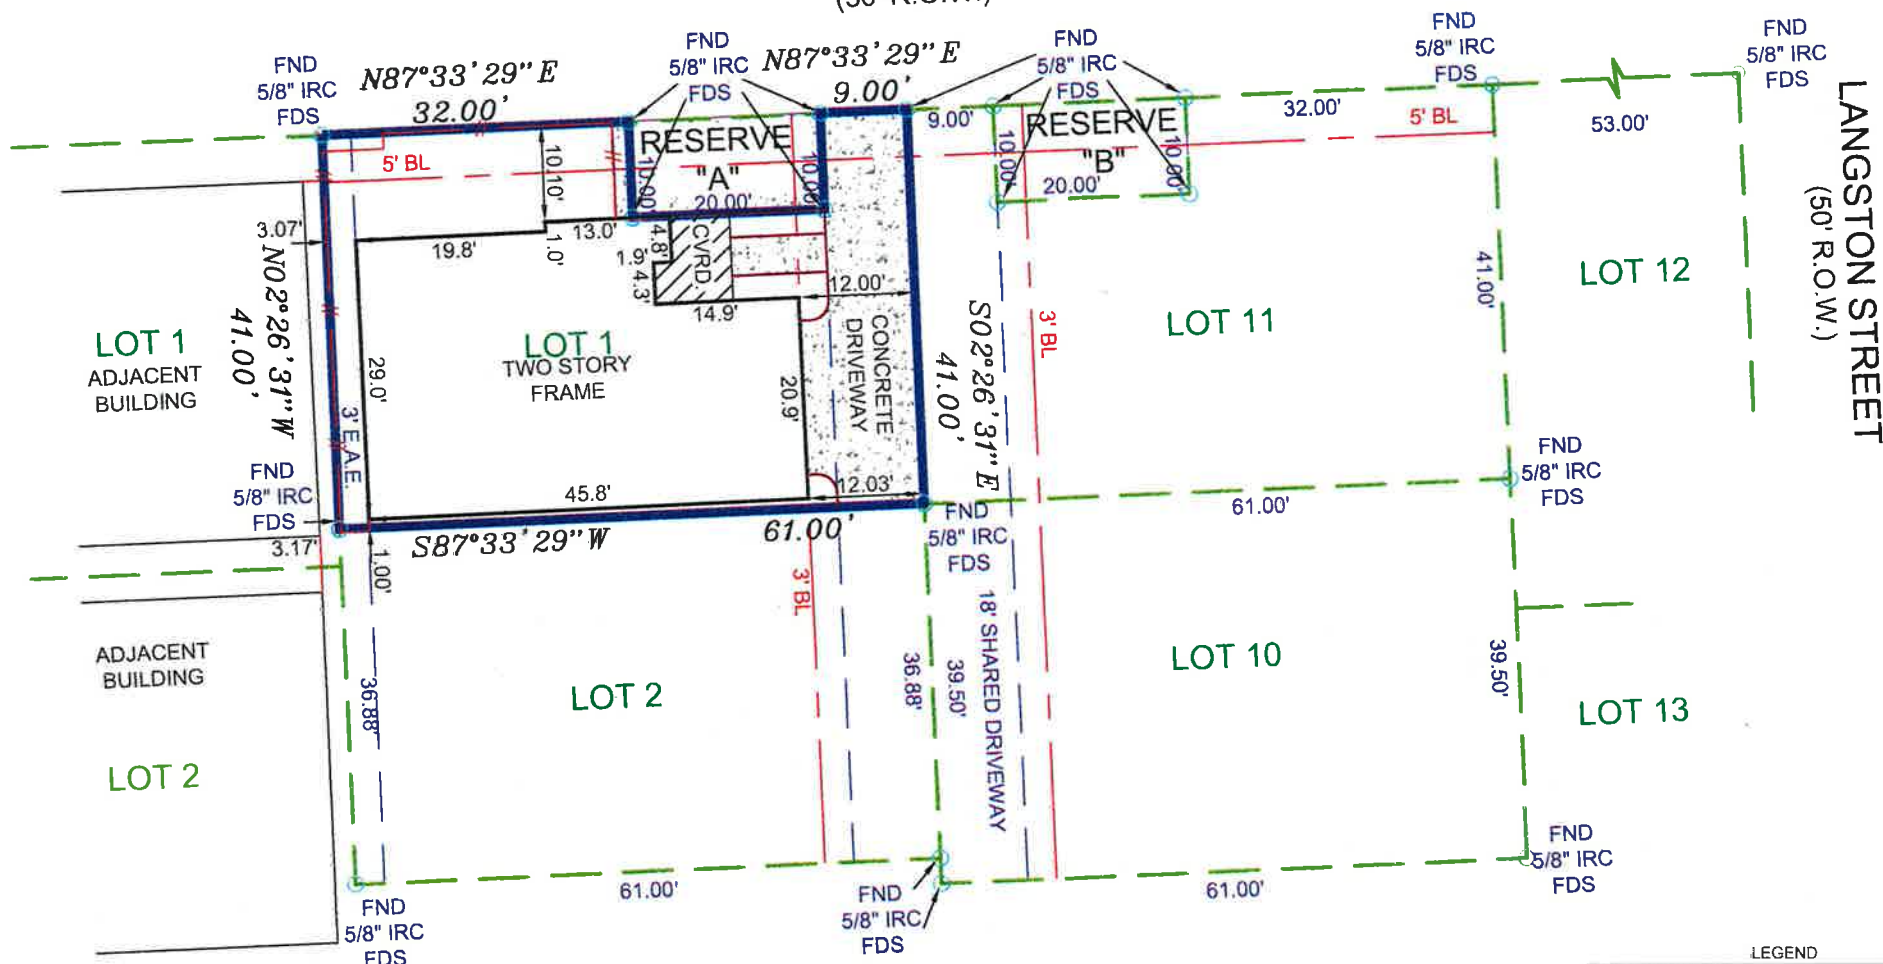 (50' R.O.W.)
FND
5/8" IRC
FDS
N87°33'29"E
32.00'
FND
5/8" IRC
FDS
N87°33'29"E
9.00'
FND
5/8" IRC
FDS
9.00'
32.00'
FND
5/8" IRC
FDS
53.00'
FND
5/8" IRC
FDS
LANGSTON STREET
(50' R.O.W.)
5' BL
10.10'
RESERVE
"A"
10.00'
10.00'
20.00'
RESERVE
"B"
10.00'
10.00'
20.00'
5' BL
3.07'
19.8'
1.0'
13.0'
4.8'
1.9'
4.3'
CVRD.
14.9'
12.00'
N02°26'31"W
41.00'
LOT 1
ADJACENT
BUILDING
29.0'
3' E.A.E.
LOT 1
TWO STORY
FRAME
20.9'
CONCRETE
DRIVEWAY
S02°26'31"E
41.00'
3' BL
LOT 11
41.00'
LOT 12
FND
5/8" IRC
FDS
3.17'
45.8'
12.03'
S87°33'29"W
61.00'
FND
5/8" IRC
FDS
61.00'
FND
5/8" IRC
FDS
1.00'
3' BL
ADJACENT
BUILDING
LOT 2
36.88'
LOT 2
36.88'
39.50'
18' SHARED DRIVEWAY
LOT 10
39.50'
LOT 13
61.00'
61.00'
FND
5/8" IRC
FDS
FND
5/8" IRC
FDS
FND
5/8" IRC
FDS
LEGEND